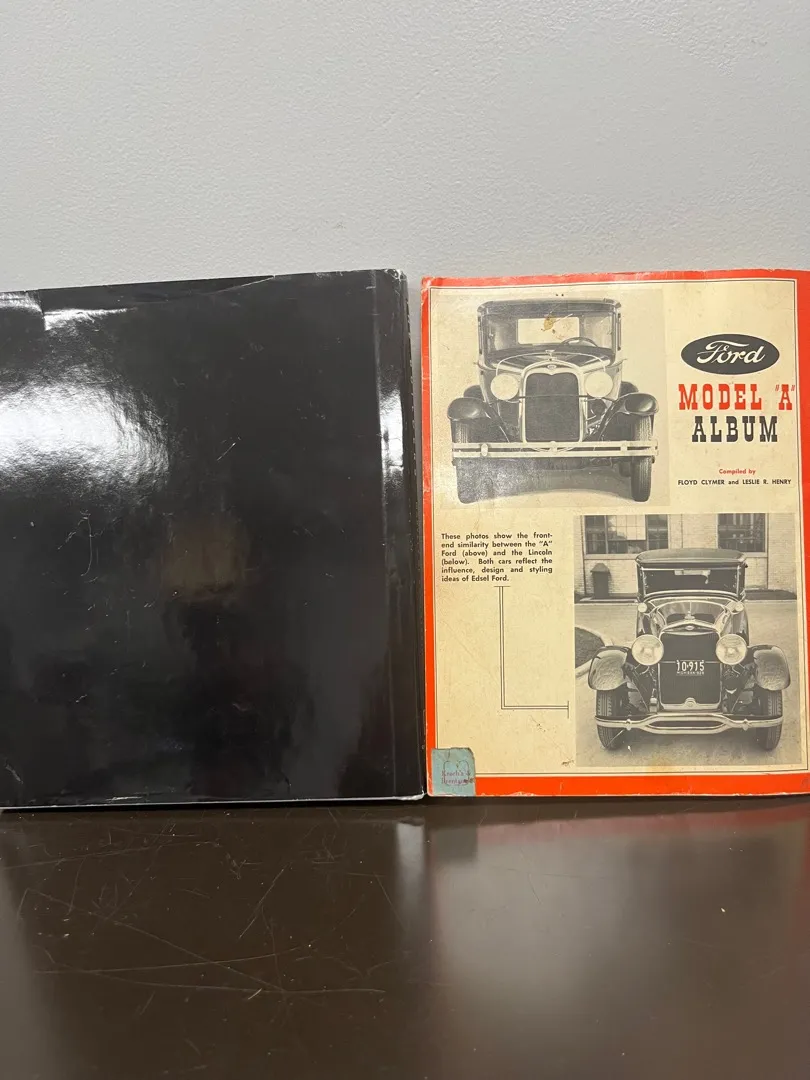 Ford
MODEL "A"
ALBUM
Compiled by
FLOYD CLYMER and LESLIE R. HENRY
These photos show the front-
end similarity between the "A"
Ford (above) and the Lincoln
(below). Both cars reflect the
influence, design and styling
ideas of Edsel Ford.
10-915